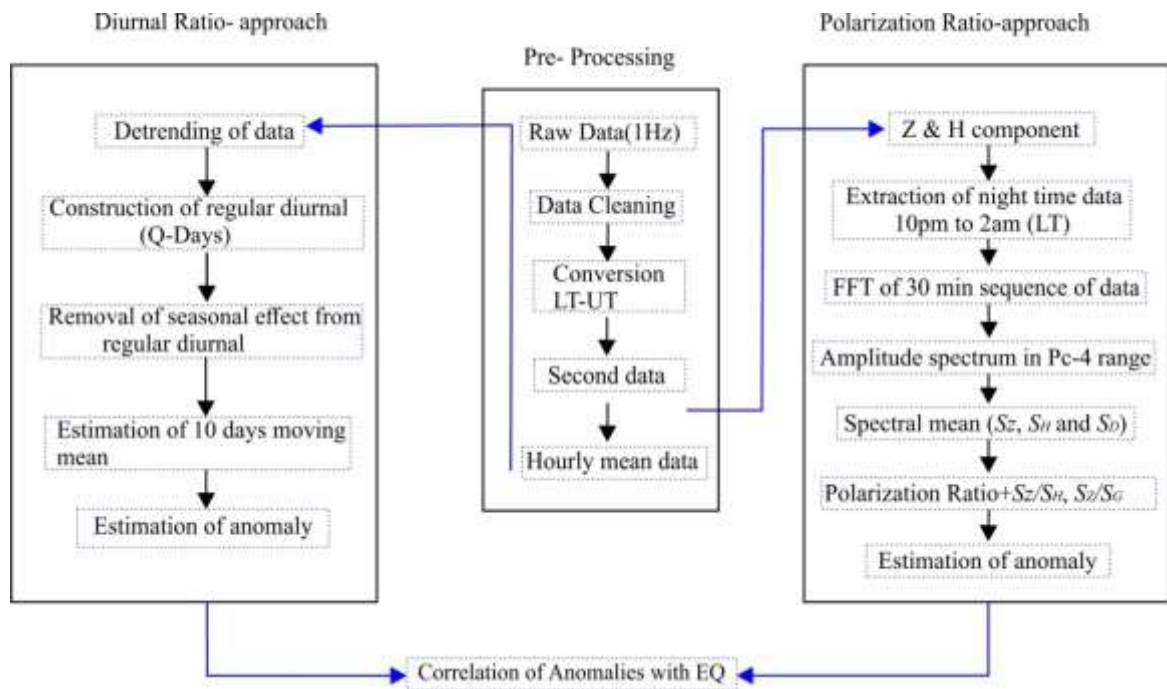 Diurnal Ratio- approach
Detrending of data
Construction of regular diurnal
(Q-Days)
Removal of seasonal effect from
regular diurnal
Estimation of 10 days moving
mean
Estimation of anomaly
Pre- Processing
Raw Data(1Hz)
Data Cleaning
Conversion
LT-UT
Second data
Hourly mean data
Polarization Ratio-approach
Z & H component
Extraction of night time data
10pm to 2am (LT)
FFT of 30 min sequence of data
Amplitude spectrum in Pc-4 range
Spectral mean (SZ, SH and SD)
Polarization Ratio+SZ/SH, SZ/SG
Estimation of anomaly
Correlation of Anomalies with EQ